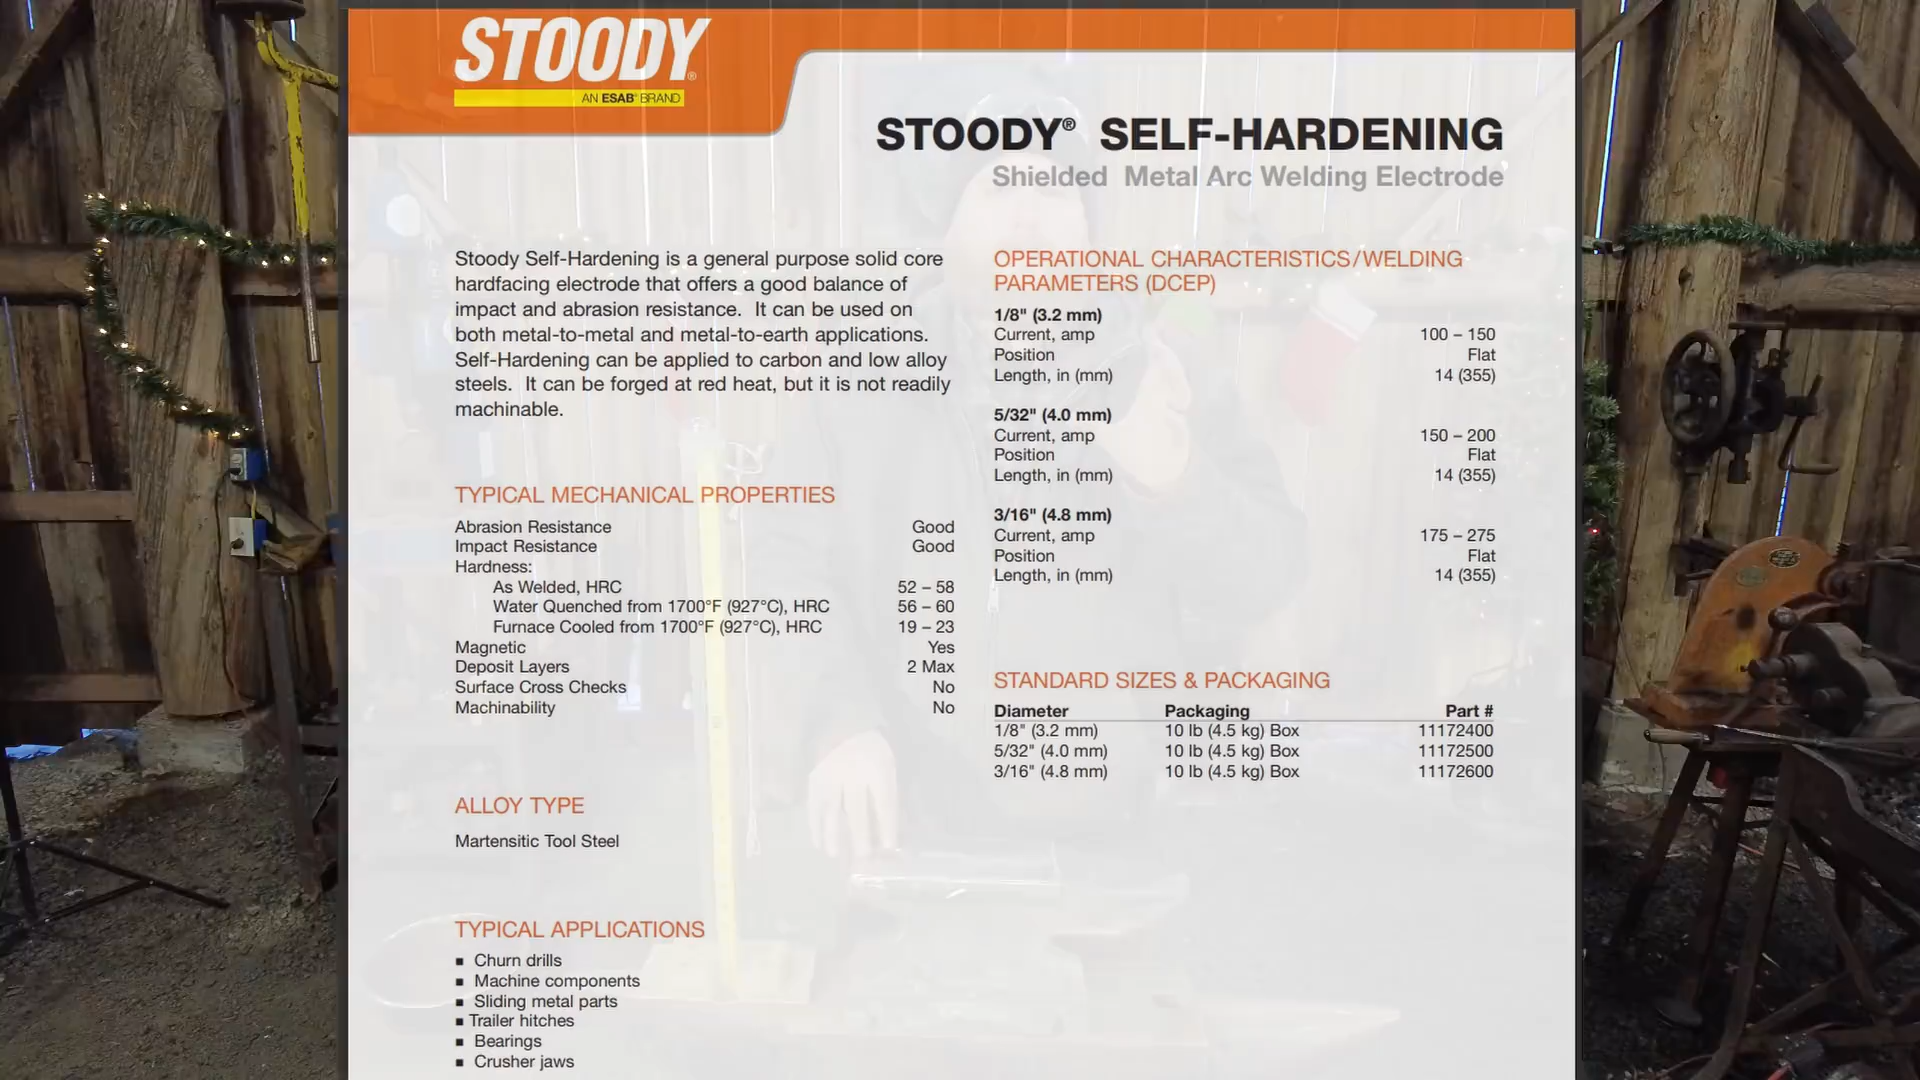 STOODY®
AN ESAB® BRAND
STOODY® SELF-HARDENING
Shielded Metal Arc Welding Electrode
Stoody Self-Hardening is a general purpose solid core
hardfacing electrode that offers a good balance of
impact and abrasion resistance. It can be used on
both metal-to-metal and metal-to-earth applications.
Self-Hardening can be applied to carbon and low alloy
steels. It can be forged at red heat, but it is not readily
machinable.
TYPICAL MECHANICAL PROPERTIES
Abrasion Resistance Good
Impact Resistance Good
Hardness:
As Welded, HRC 52 – 58
Water Quenched from 1700°F (927°C), HRC 56 – 60
Furnace Cooled from 1700°F (927°C), HRC 19 – 23
Magnetic Yes
Deposit Layers 2 Max
Surface Cross Checks No
Machinability No
ALLOY TYPE
Martensitic Tool Steel
TYPICAL APPLICATIONS
■ Churn drills
■ Machine components
■ Sliding metal parts
■ Trailer hitches
■ Bearings
■ Crusher jaws
OPERATIONAL CHARACTERISTICS/WELDING
PARAMETERS (DCEP)
1/8" (3.2 mm)
Current, amp 100 – 150
Position Flat
Length, in (mm) 14 (355)
5/32" (4.0 mm)
Current, amp 150 – 200
Position Flat
Length, in (mm) 14 (355)
3/16" (4.8 mm)
Current, amp 175 – 275
Position Flat
Length, in (mm) 14 (355)
STANDARD SIZES & PACKAGING
Diameter Packaging Part #
1/8" (3.2 mm) 10 lb (4.5 kg) Box 11172400
5/32" (4.0 mm) 10 lb (4.5 kg) Box 11172500
3/16" (4.8 mm) 10 lb (4.5 kg) Box 11172600